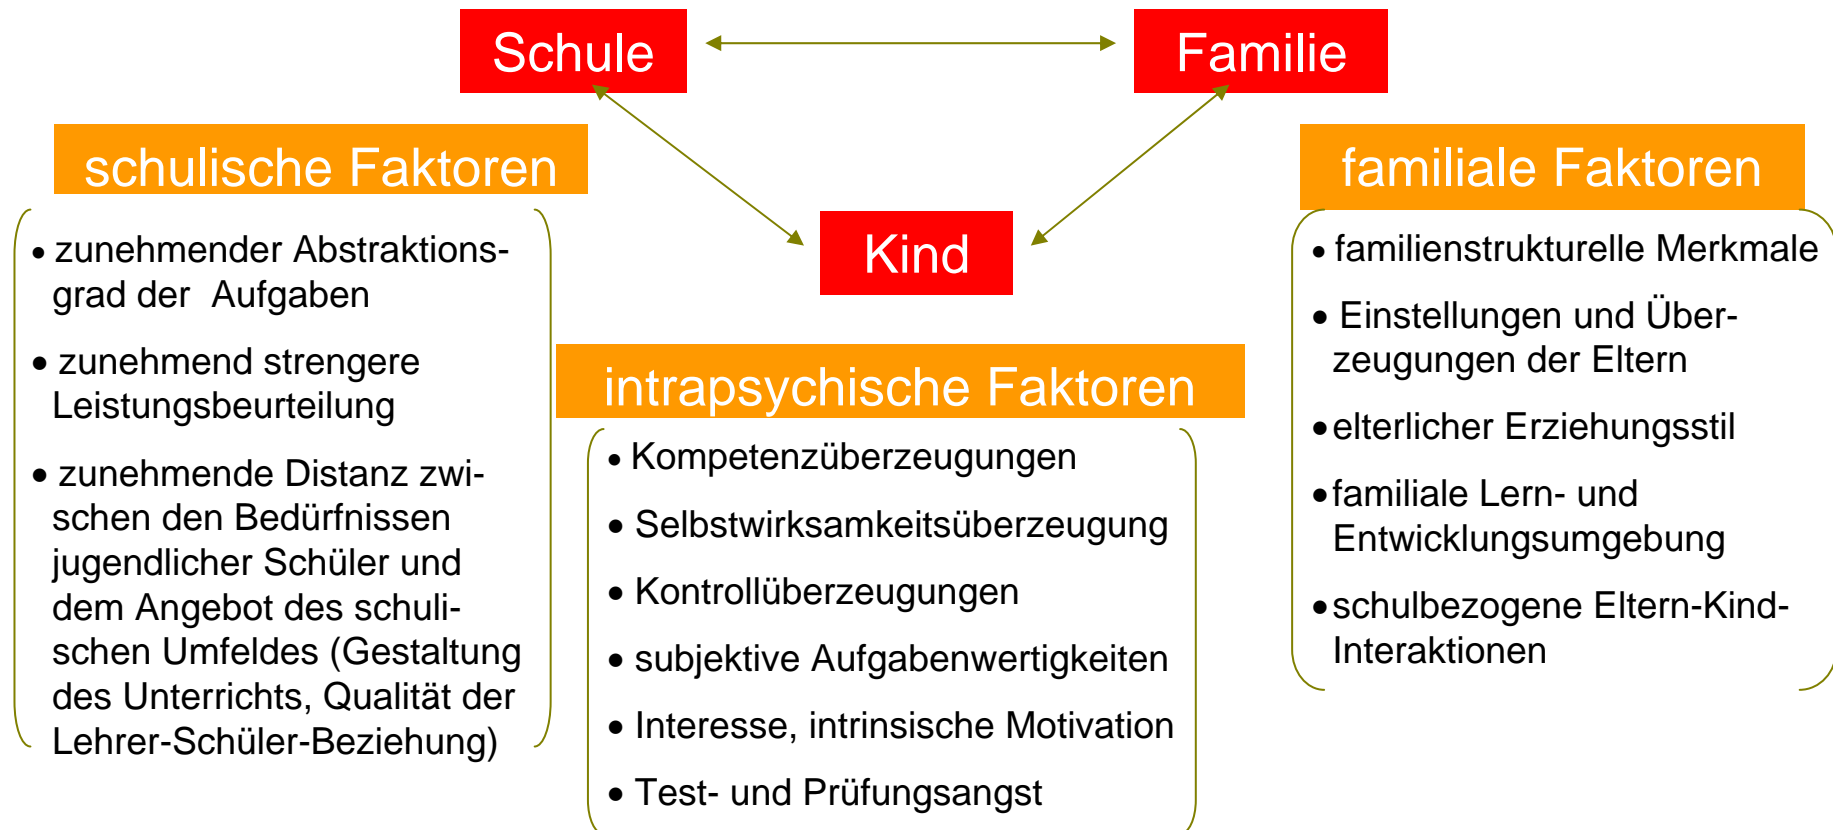 Schule
Familie
Kind
schulische Faktoren
• zunehmender Abstraktions-
grad der Aufgaben
• zunehmend strengere
Leistungsbeurteilung
• zunehmende Distanz zwi-
schen den Bedürfnissen
jugendlicher Schüler und
dem Angebot des schuli-
schen Umfeldes (Gestaltung
des Unterrichts, Qualität der
Lehrer-Schüler-Beziehung)
intrapsychische Faktoren
• Kompetenzüberzeugungen
• Selbstwirksamkeitsüberzeugung
• Kontrollüberzeugungen
• subjektive Aufgabenwertigkeiten
• Interesse, intrinsische Motivation
• Test- und Prüfungsangst
familiale Faktoren
• familienstrukturelle Merkmale
• Einstellungen und Über-
zeugungen der Eltern
• elterlicher Erziehungsstil
• familiale Lern- und
Entwicklungsumgebung
• schulbezogene Eltern-Kind-
Interaktionen